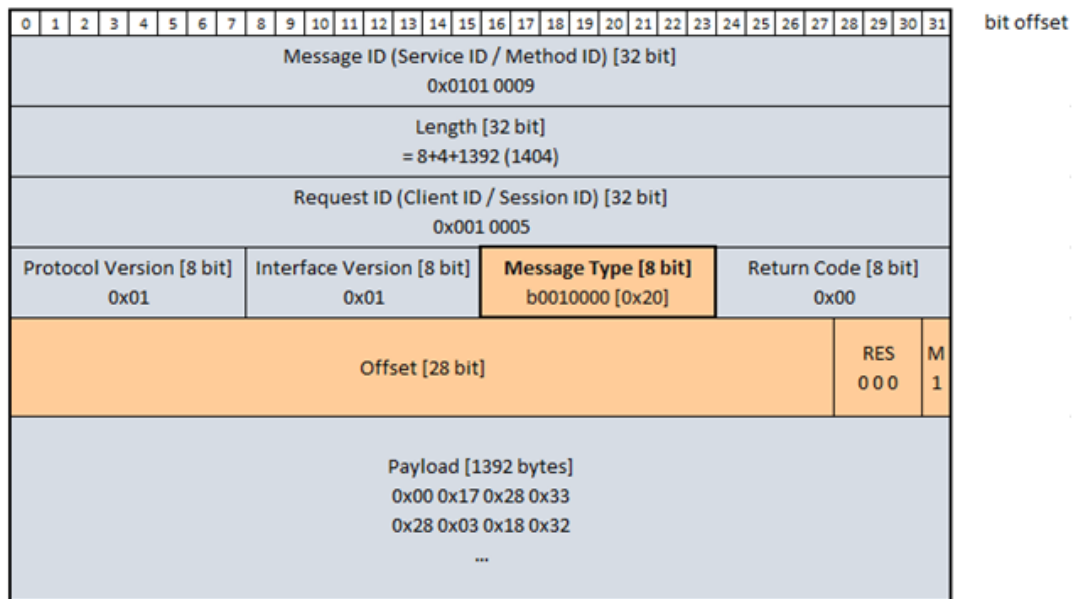 0 1 2 3 4 5 6 7 8 9 10 11 12 13 14 15 16 17 18 19 20 21 22 23 24 25 26 27 28 29 30 31 bit offset
Message ID (Service ID / Method ID) [32 bit]
0x0101 0009
Length [32 bit]
= 8+4+1392 (1404)
Request ID (Client ID / Session ID) [32 bit]
0x001 0005
Protocol Version [8 bit] Interface Version [8 bit] Message Type [8 bit] Return Code [8 bit]
0x01 0x01 b0010000 [0x20] 0x00
Offset [28 bit] RES M
0 0 0 1
Payload [1392 bytes]
0x00 0x17 0x28 0x33
0x28 0x03 0x18 0x32
...